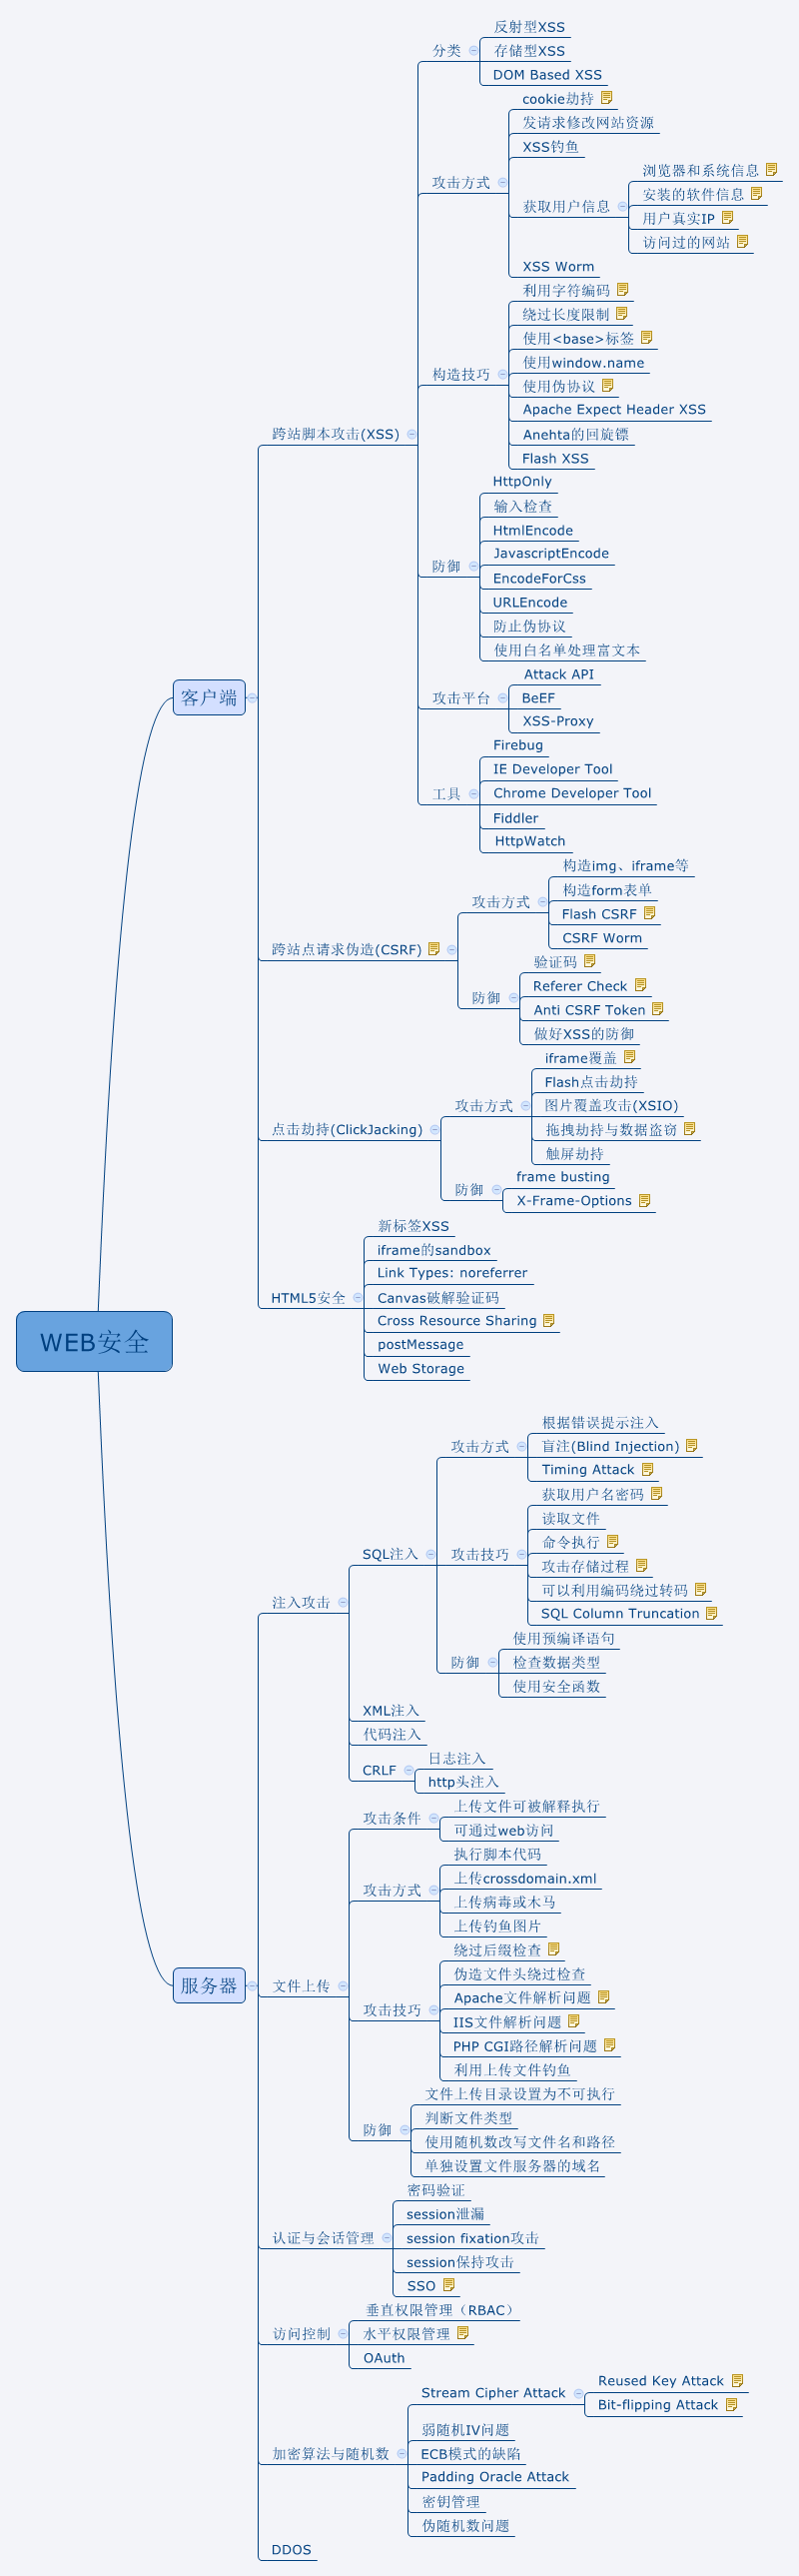 WEB安全
客户端
跨站脚本攻击(XSS)
分类
反射型XSS
存储型XSS
DOM Based XSS
攻击方式
cookie劫持
发请求修改网站资源
XSS钓鱼
获取用户信息
浏览器和系统信息
安装的软件信息
用户真实IP
访问过的网站
XSS Worm
构造技巧
利用字符编码
绕过长度限制
使用<base>标签
使用window.name
使用伪协议
Apache Expect Header XSS
Anehta的回旋镖
Flash XSS
防御
HttpOnly
输入检查
HtmlEncode
JavascriptEncode
EncodeForCss
URLEncode
防止伪协议
使用白名单处理富文本
攻击平台
Attack API
BeEF
XSS-Proxy
工具
Firebug
IE Developer Tool
Chrome Developer Tool
Fiddler
HttpWatch
跨站点请求伪造(CSRF)
攻击方式
构造img、iframe等
构造form表单
Flash CSRF
CSRF Worm
防御
验证码
Referer Check
Anti CSRF Token
做好XSS的防御
点击劫持(ClickJacking)
攻击方式
iframe覆盖
Flash点击劫持
图片覆盖攻击(XSIO)
拖拽劫持与数据盗窃
触屏劫持
防御
frame busting
X-Frame-Options
HTML5安全
新标签XSS
iframe的sandbox
Link Types: noreferrer
Canvas破解验证码
Cross Resource Sharing
postMessage
Web Storage
服务器
注入攻击
SQL注入
攻击方式
根据错误提示注入
盲注(Blind Injection)
Timing Attack
攻击技巧
获取用户名密码
读取文件
命令执行
攻击存储过程
可以利用编码绕过转码
SQL Column Truncation
防御
使用预编译语句
检查数据类型
使用安全函数
XML注入
代码注入
CRLF
日志注入
http头注入
文件上传
攻击条件
上传文件可被解释执行
可通过web访问
攻击方式
执行脚本代码
上传crossdomain.xml
上传病毒或木马
上传钓鱼图片
攻击技巧
绕过后缀检查
伪造文件头绕过检查
Apache文件解析问题
IIS文件解析问题
PHP CGI路径解析问题
利用上传文件钓鱼
防御
文件上传目录设置为不可执行
判断文件类型
使用随机数改写文件名和路径
单独设置文件服务器的域名
认证与会话管理
密码验证
session泄漏
session fixation攻击
session保持攻击
SSO
访问控制
垂直权限管理（RBAC）
水平权限管理
OAuth
加密算法与随机数
Stream Cipher Attack
Reused Key Attack
Bit-flipping Attack
弱随机IV问题
ECB模式的缺陷
Padding Oracle Attack
密钥管理
伪随机数问题
DDOS